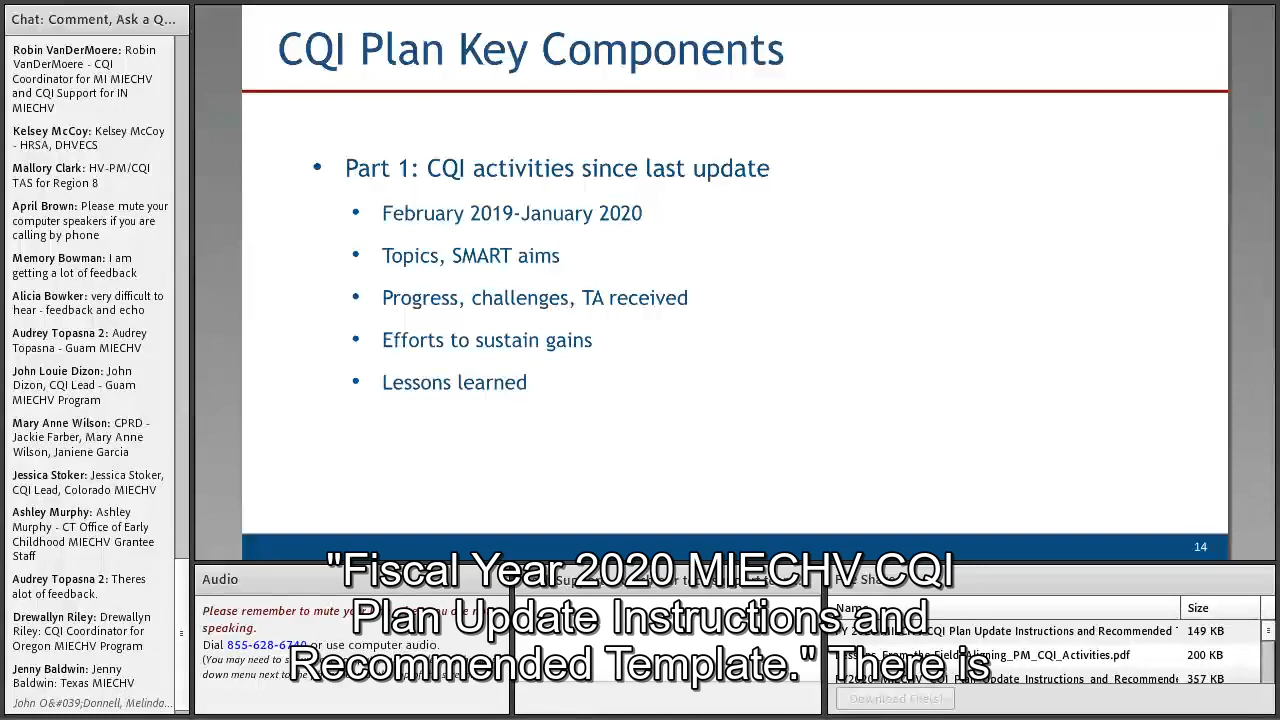 Chat: Comment, Ask a Q...
Robin VanDerMoere: Robin
VanDerMoere - CQI
Coordinator for MI MIECHV
and CQI Support for IN
MIECHV
Kelsey McCoy: Kelsey McCoy
- HRSA, DHVECS
Mallory Clark: HV-PM/CQI
TAS for Region 8
April Brown: Please mute your
computer speakers if you are
calling by phone
Memory Bowman: I am
getting a lot of feedback
Alicia Bowker: very difficult to
hear - feedback and echo
Audrey Topasna 2: Audrey
Topasna - Guam MIECHV
John Louie Dizon: John
Dizon, CQI Lead - Guam
MIECHV Program
Mary Anne Wilson: CPRD -
Jackie Farber, Mary Anne
Wilson, Janiene Garcia
Jessica Stoker: Jessica Stoker,
CQI Lead, Colorado MIECHV
Ashley Murphy: Ashley
Murphy - CT Office of Early
Childhood MIECHV Grantee
Staff
Audrey Topasna 2: Theres
alot of feedback.
Drewallyn Riley: Drewallyn
Riley: CQI Coordinator for
Oregon MIECHV Program
Jenny Baldwin: Jenny
Baldwin: Texas MIECHV
John O&#039;Donnell, Melinda...
CQI Plan Key Components
• Part 1: CQI activities since last update
• February 2019-January 2020
• Topics, SMART aims
• Progress, challenges, TA received
• Efforts to sustain gains
• Lessons learned
14
"Fiscal Year 2020 MIECHV CQI
Plan Update Instructions and
Recommended Template." There is
Audio
Please remember to mute
speaking.
Dial 855-628-6740 or use computer audio.
(You may need to
down menu next to the
Name Size
CQI Plan Update Instructions and Recommended 149 KB
From the Field Aligning_PM_CQI_Activities.pdf 200 KB
Update Instructions and Recommende 357 KB
Download File(s)